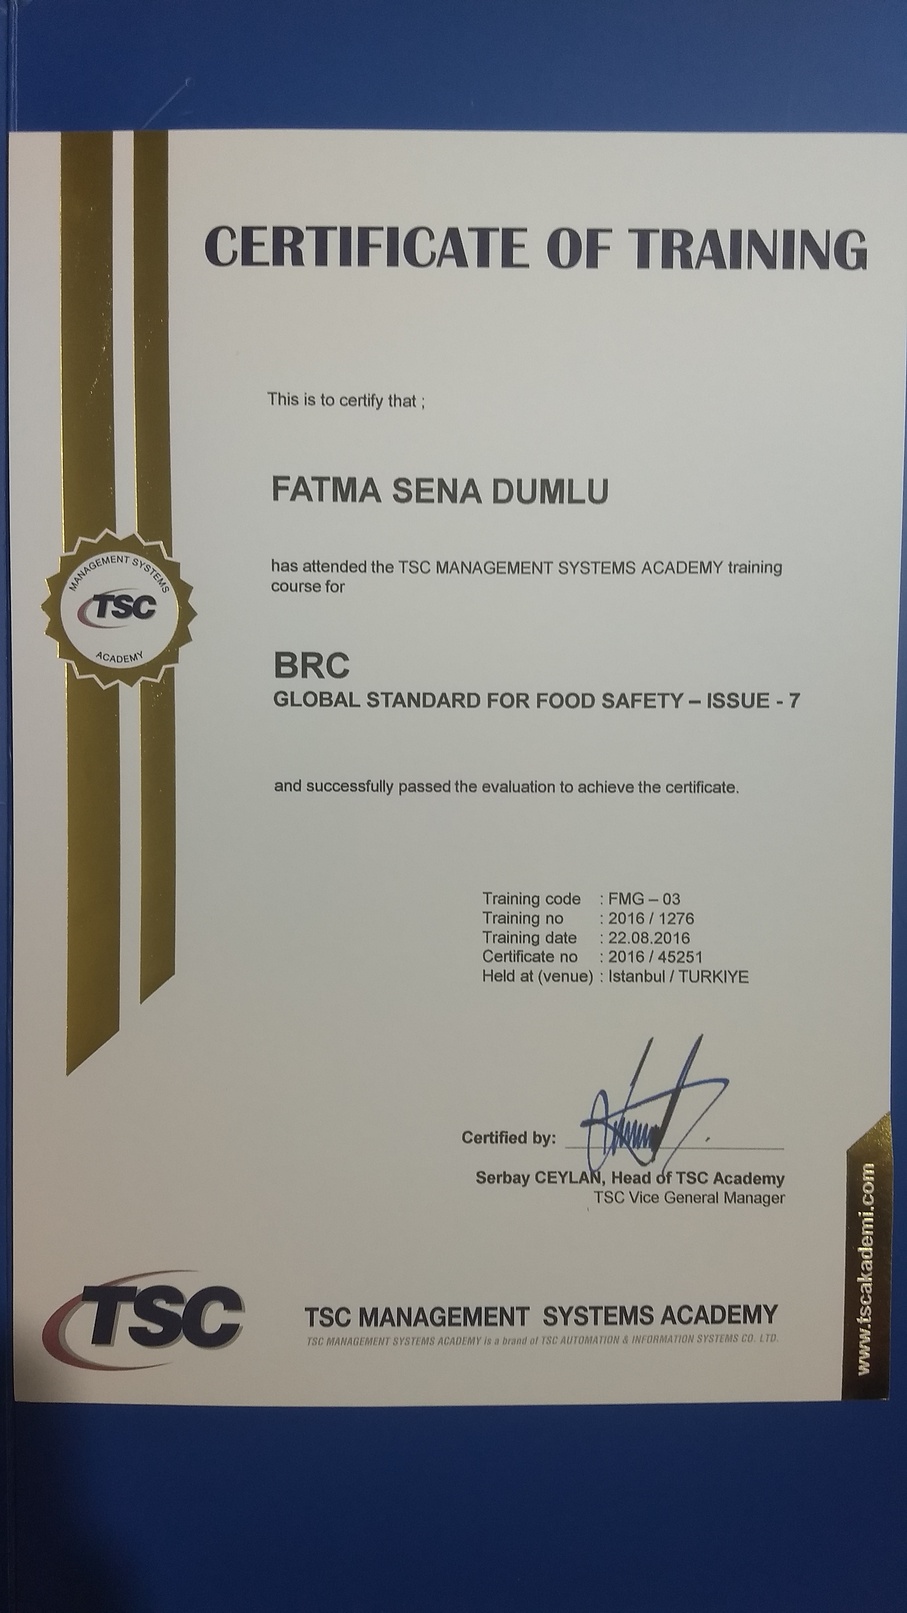 CERTIFICATE OF TRAINING
This is to certify that ;
FATMA SENA DUMLU
has attended the TSC MANAGEMENT SYSTEMS ACADEMY training
course for
MANAGEMENT SYSTEMS
TSC
ACADEMY
BRC
GLOBAL STANDARD FOR FOOD SAFETY – ISSUE - 7
and successfully passed the evaluation to achieve the certificate.
Training code : FMG – 03
Training no : 2016 / 1276
Training date : 22.08.2016
Certificate no : 2016 / 45251
Held at (venue) : Istanbul / TURKIYE
Certified by:
Serbay CEYLAN, Head of TSC Academy
TSC Vice General Manager
www.tscakademi.com
TSC
TSC MANAGEMENT SYSTEMS ACADEMY
TSC MANAGEMENT SYSTEMS ACADEMY is a brand of TSC AUTOMATION & INFORMATION SYSTEMS CO. LTD.